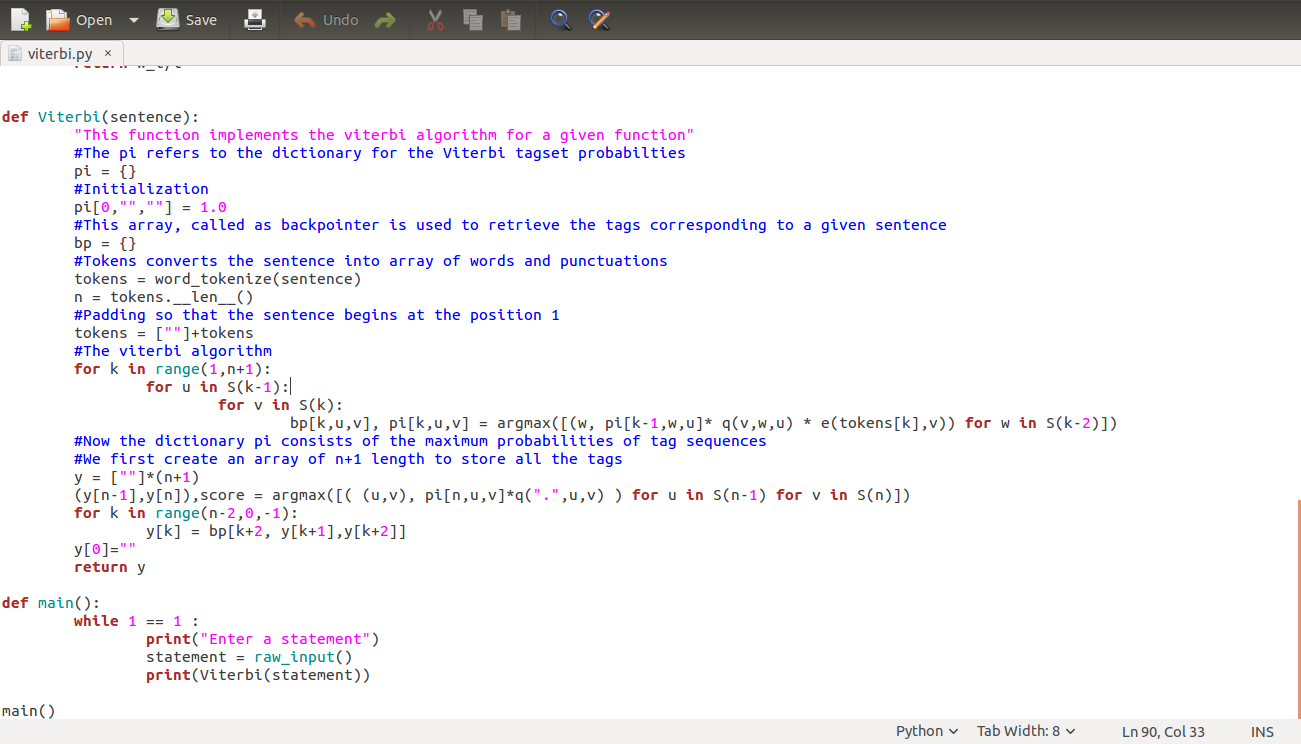 Open Save Undo
viterbi.py ×
def Viterbi(sentence):
"This function implements the viterbi algorithm for a given function"
#The pi refers to the dictionary for the Viterbi tagset probabilties
pi = {}
#Initialization
pi[0,"",""] = 1.0
#This array, called as backpointer is used to retrieve the tags corresponding to a given sentence
bp = {}
#Tokens converts the sentence into array of words and punctuations
tokens = word_tokenize(sentence)
n = tokens.__len__()
#Padding so that the sentence begins at the position 1
tokens = [""]+tokens
#The viterbi algorithm
for k in range(1,n+1):
for u in S(k-1):
for v in S(k):
bp[k,u,v], pi[k,u,v] = argmax([(w, pi[k-1,w,u]* q(v,w,u) * e(tokens[k],v)) for w in S(k-2)])
#Now the dictionary pi consists of the maximum probabilities of tag sequences
#We first create an array of n+1 length to store all the tags
y = [""]*(n+1)
(y[n-1],y[n]),score = argmax([( (u,v), pi[n,u,v]*q(".",u,v) ) for u in S(n-1) for v in S(n)])
for k in range(n-2,0,-1):
y[k] = bp[k+2, y[k+1],y[k+2]]
y[0]=""
return y
def main():
while 1 == 1 :
print("Enter a statement")
statement = raw_input()
print(Viterbi(statement))
main()
Python Tab Width: 8 Ln 90, Col 33 INS